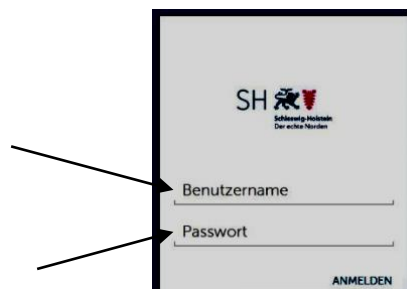 SH
Schleswig-Holstein
Der echte Norden
Benutzername
Passwort
ANMELDEN